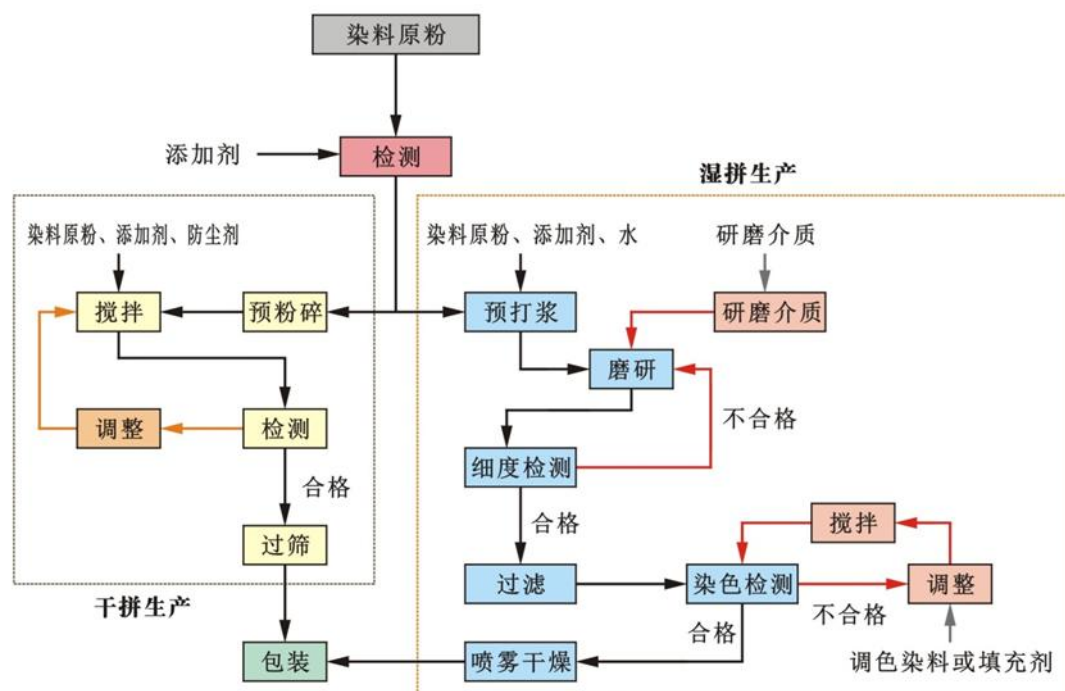 染料原粉
添加剂
检测
湿拼生产
染料原粉、添加剂、防尘剂
染料原粉、添加剂、水
研磨介质
搅拌
预粉碎
预打浆
研磨介质
磨研
调整
检测
不合格
细度检测
合格
合格
搅拌
过筛
过滤
染色检测
不合格
调整
干拼生产
合格
包装
喷雾干燥
调色染料或填充剂